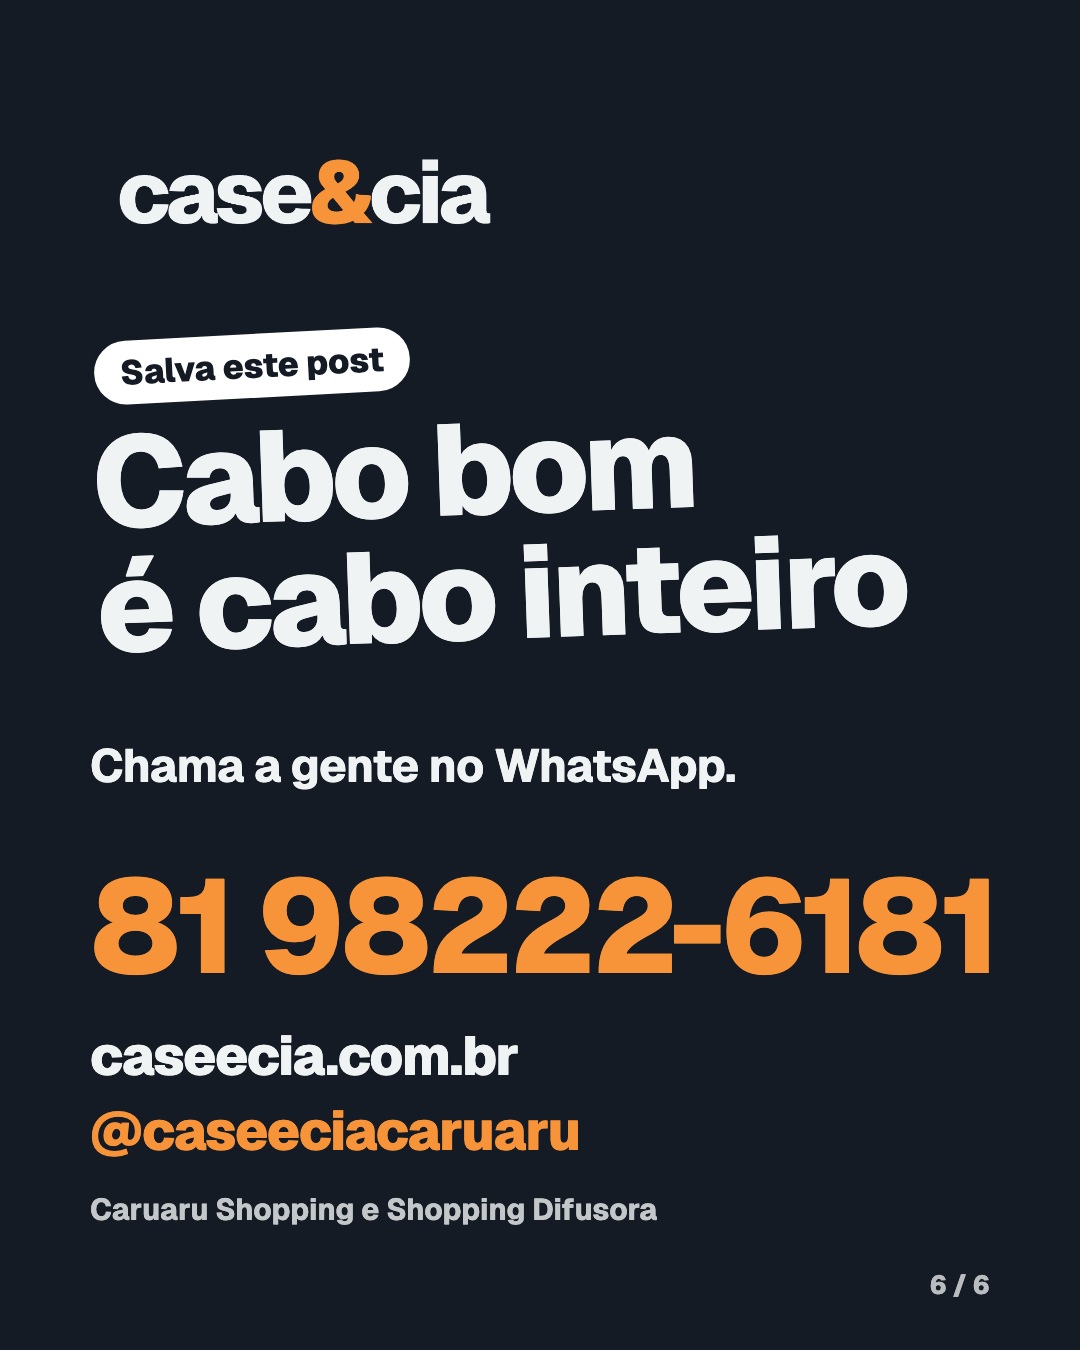 case&cia
Salva este post
Cabo bom
é cabo inteiro
Chama a gente no WhatsApp.
81 98222-6181
caseecia.com.br
@caseeciacaruaru
Caruaru Shopping e Shopping Difusora
6 / 6